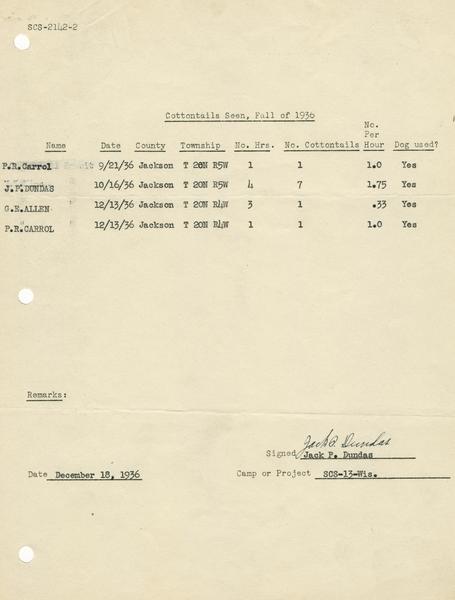 SCS-2142-2
Cottontails Seen, Fall of 1936
Name Date County Township No. Hrs. No. Cottontails No. Per Hour Dog used?
P.R.Carrol 9/21/36 Jackson T 20N R5W 1 1 1.0 Yes
J.P.DUNDAS 10/16/36 Jackson T 20N R5W 4 7 1.75 Yes
G.E.ALLEN 12/13/36 Jackson T 20N R4W 3 1 .33 Yes
P.R.CARROL 12/13/36 Jackson T 20N R4W 1 1 1.0 Yes
Remarks:
Jack P. Dundas
Signed Jack P. Dundas
Date December 18, 1936 Camp or Project SCS-13-Wis.